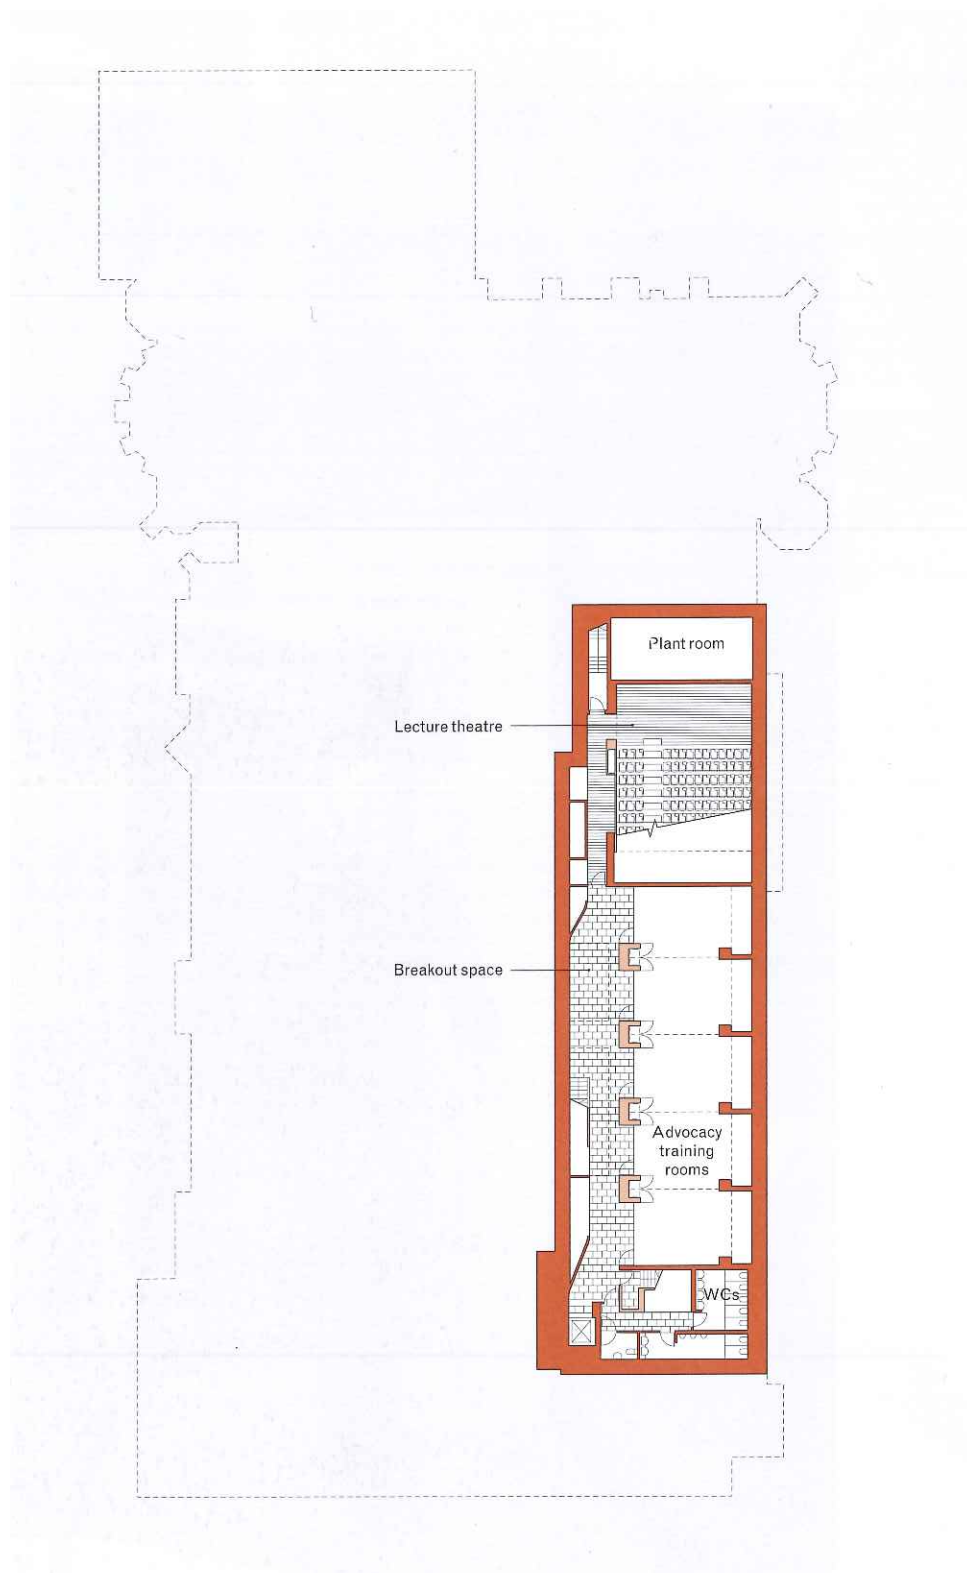 Plant room
Lecture theatre
Breakout space
Advocacy
training
rooms
WCs